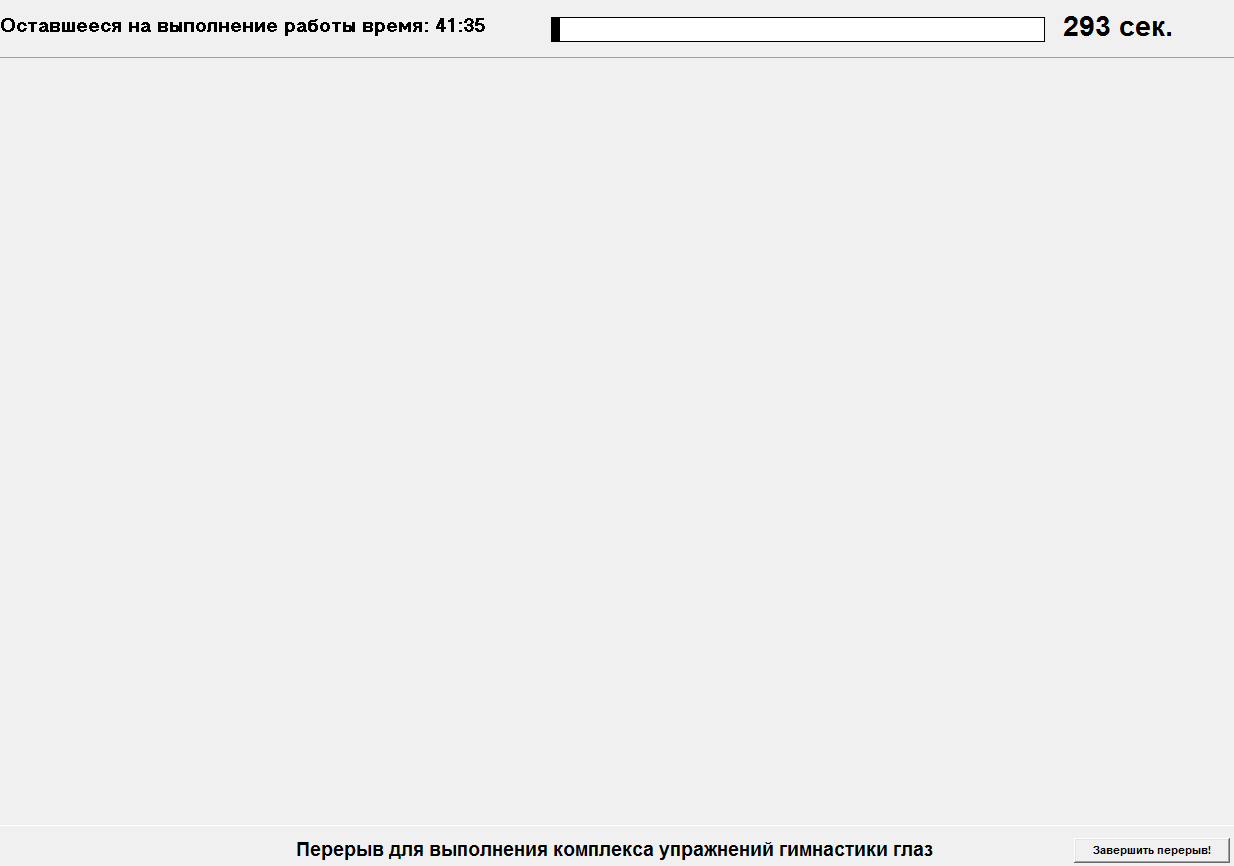 Оставшееся на выполнение работы время: 41:35
293 сек.
Перерыв для выполнения комплекса упражнений гимнастики глаз
Завершить перерыв!